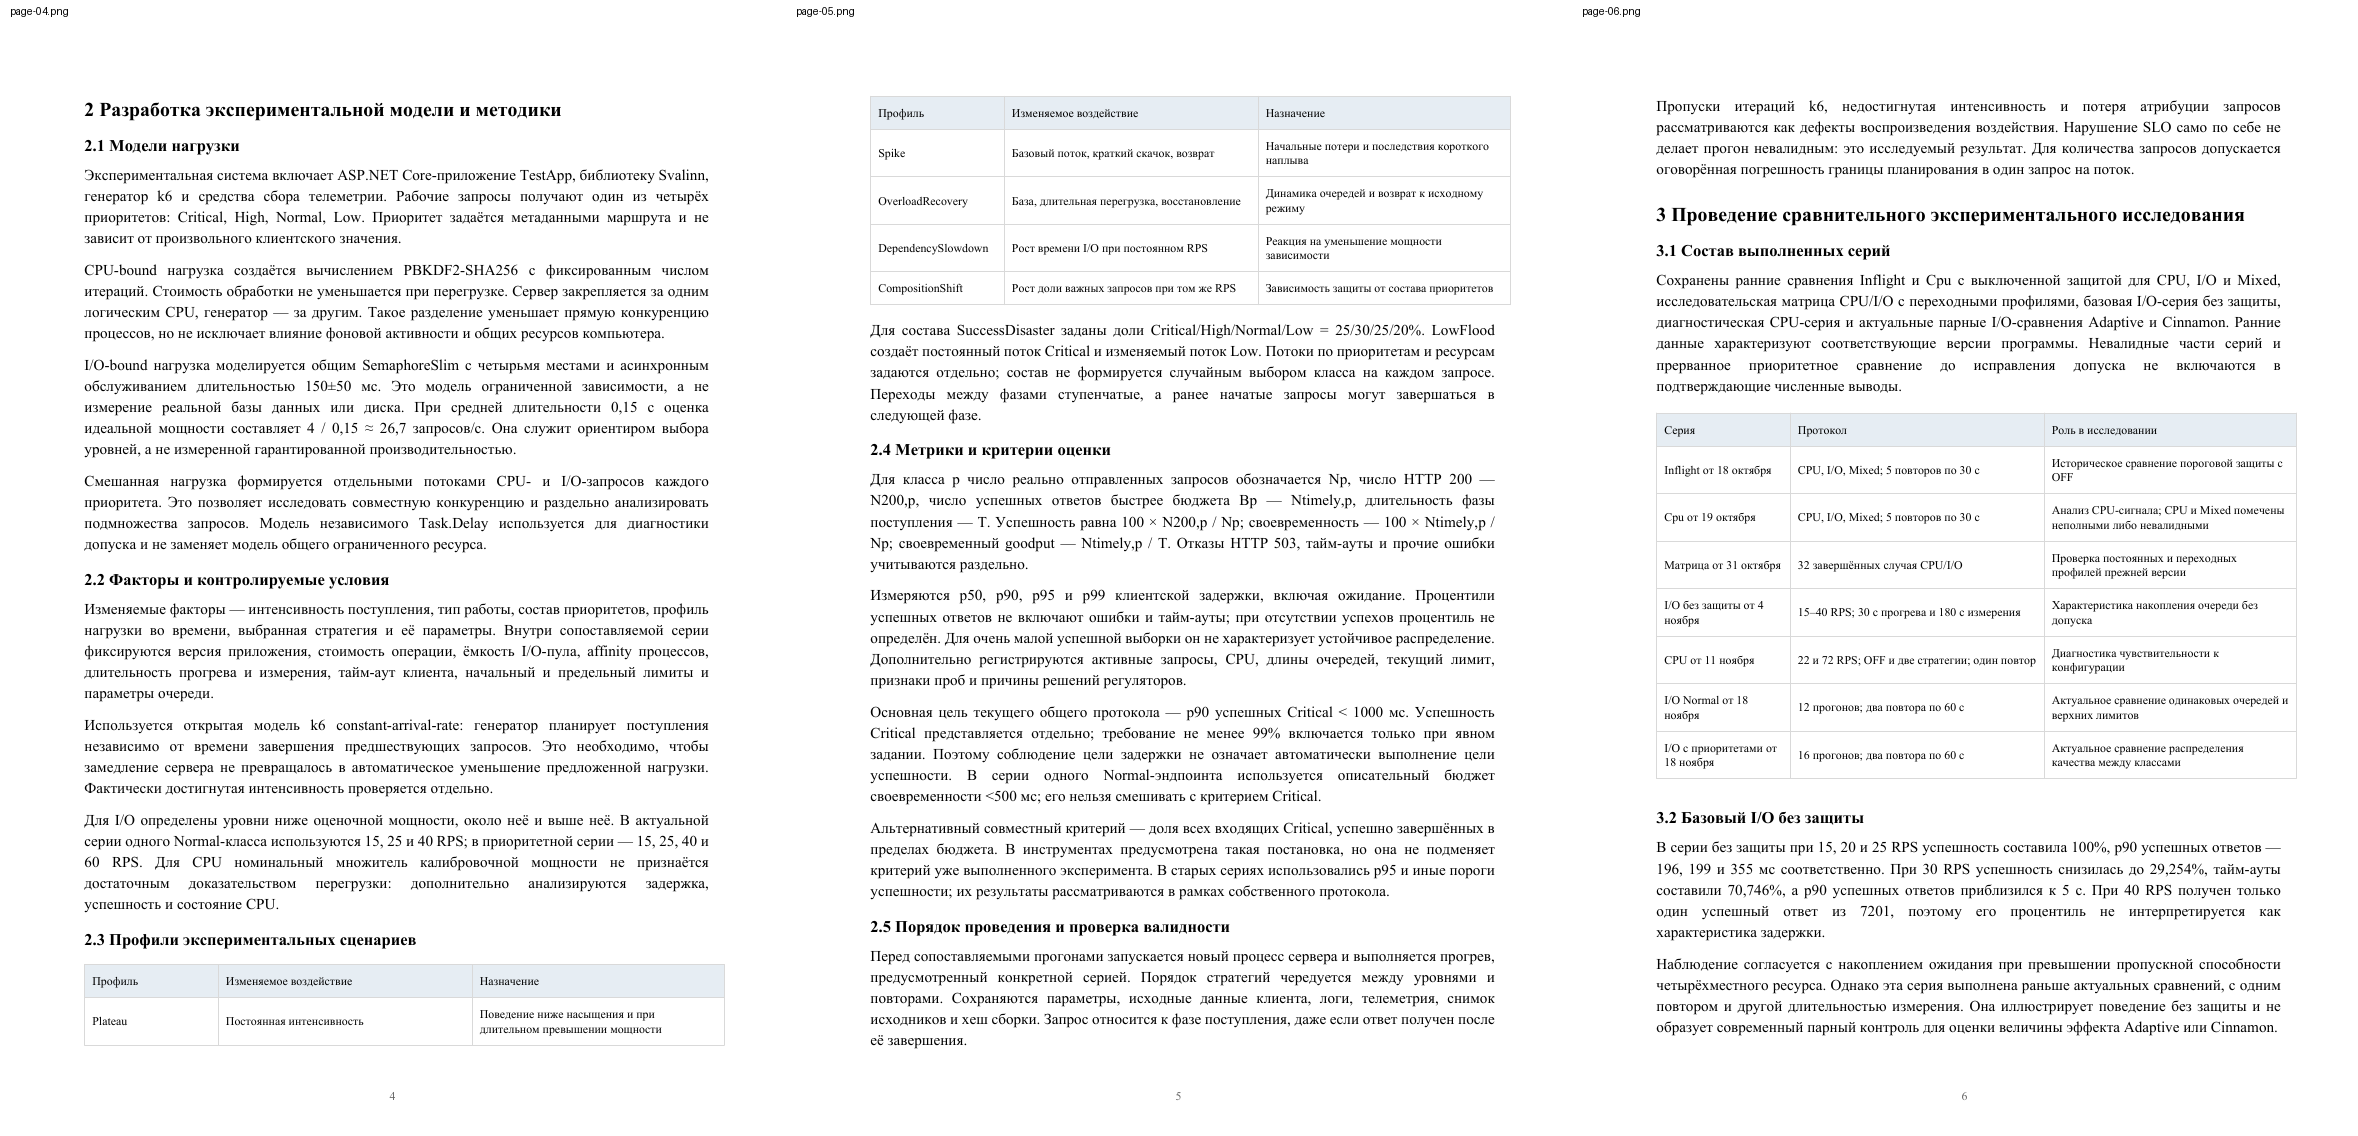 page-04.png
2 Разработка экспериментальной модели и методики
2.1 Модели нагрузки
Экспериментальная система включает ASP.NET Core-приложение TestApp, библиотеку Svalinn,
генератор k6 и средства сбора телеметрии. Рабочие запросы получают один из четырёх
приоритетов: Critical, High, Normal, Low. Приоритет задаётся метаданными маршрута и не
зависит от произвольного клиентского значения.
CPU-bound нагрузка создаётся вычислением PBKDF2-SHA256 с фиксированным числом
итераций. Стоимость обработки не уменьшается при перегрузке. Сервер закрепляется за одним
логическим CPU, генератор — за другим. Такое разделение уменьшает прямую конкуренцию
процессов, но не исключает влияние фоновой активности и общих ресурсов компьютера.
I/O-bound нагрузка моделируется общим SemaphoreSlim с четырьмя местами и асинхронным
обслуживанием длительностью 150±50 мс. Это модель ограниченной зависимости, а не
измерение реальной базы данных или диска. При средней длительности 0,15 с оценка
идеальной мощности составляет 4 / 0,15 ≈ 26,7 запросов/с. Она служит ориентиром выбора
уровней, а не измеренной гарантированной производительностью.
Смешанная нагрузка формируется отдельными потоками CPU- и I/O-запросов каждого
приоритета. Это позволяет исследовать совместную конкуренцию и раздельно анализировать
подмножества запросов. Модель независимого Task.Delay используется для диагностики
допуска и не заменяет модель общего ограниченного ресурса.
2.2 Факторы и контролируемые условия
Изменяемые факторы — интенсивность поступления, тип работы, состав приоритетов, профиль
нагрузки во времени, выбранная стратегия и её параметры. Внутри сопоставляемой серии
фиксируются версия приложения, стоимость операции, ёмкость I/O-пула, affinity процессов,
длительность прогрева и измерения, тайм-аут клиента, начальный и предельный лимиты и
параметры очереди.
Используется открытая модель k6 constant-arrival-rate: генератор планирует поступления
независимо от времени завершения предшествующих запросов. Это необходимо, чтобы
замедление сервера не превращалось в автоматическое уменьшение предложенной нагрузки.
Фактически достигнутая интенсивность проверяется отдельно.
Для I/O определены уровни ниже оценочной мощности, около неё и выше неё. В актуальной
серии одного Normal-класса используются 15, 25 и 40 RPS; в приоритетной серии — 15, 25, 40 и
60 RPS. Для CPU номинальный множитель калибровочной мощности не признаётся
достаточным доказательством перегрузки: дополнительно анализируются задержка,
успешность и состояние CPU.
2.3 Профили экспериментальных сценариев
Профиль Изменяемое воздействие Назначение
Plateau Постоянная интенсивность Поведение ниже насыщения и при
длительном превышении мощности
4
page-05.png
Профиль Изменяемое воздействие Назначение
Spike Базовый поток, краткий скачок, возврат Начальные потери и последствия короткого
наплыва
OverloadRecovery База, длительная перегрузка, восстановление Динамика очередей и возврат к исходному
режиму
DependencySlowdown Рост времени I/O при постоянном RPS Реакция на уменьшение мощности
зависимости
CompositionShift Рост доли важных запросов при том же RPS Зависимость защиты от состава приоритетов
Для состава SuccessDisaster заданы доли Critical/High/Normal/Low = 25/30/25/20%. LowFlood
создаёт постоянный поток Critical и изменяемый поток Low. Потоки по приоритетам и ресурсам
задаются отдельно; состав не формируется случайным выбором класса на каждом запросе.
Переходы между фазами ступенчатые, а ранее начатые запросы могут завершаться в
следующей фазе.
2.4 Метрики и критерии оценки
Для класса p число реально отправленных запросов обозначается Np, число HTTP 200 —
N200,p, число успешных ответов быстрее бюджета Bp — Ntimely,p, длительность фазы
поступления — T. Успешность равна 100 × N200,p / Np; своевременность — 100 × Ntimely,p /
Np; своевременный goodput — Ntimely,p / T. Отказы HTTP 503, тайм-ауты и прочие ошибки
учитываются раздельно.
Измеряются p50, p90, p95 и p99 клиентской задержки, включая ожидание. Процентили
успешных ответов не включают ошибки и тайм-ауты; при отсутствии успехов процентиль не
определён. Для очень малой успешной выборки он не характеризует устойчивое распределение.
Дополнительно регистрируются активные запросы, CPU, длины очередей, текущий лимит,
признаки проб и причины решений регуляторов.
Основная цель текущего общего протокола — p90 успешных Critical < 1000 мс. Успешность
Critical представляется отдельно; требование не менее 99% включается только при явном
задании. Поэтому соблюдение цели задержки не означает автоматически выполнение цели
успешности. В серии одного Normal-эндпоинта используется описательный бюджет
своевременности <500 мс; его нельзя смешивать с критерием Critical.
Альтернативный совместный критерий — доля всех входящих Critical, успешно завершённых в
пределах бюджета. В инструментах предусмотрена такая постановка, но она не подменяет
критерий уже выполненного эксперимента. В старых сериях использовались p95 и иные пороги
успешности; их результаты рассматриваются в рамках собственного протокола.
2.5 Порядок проведения и проверка валидности
Перед сопоставляемыми прогонами запускается новый процесс сервера и выполняется прогрев,
предусмотренный конкретной серией. Порядок стратегий чередуется между уровнями и
повторами. Сохраняются параметры, исходные данные клиента, логи, телеметрия, снимок
исходников и хеш сборки. Запрос относится к фазе поступления, даже если ответ получен после
её завершения.
5
page-06.png
Пропуски итераций k6, недостигнутая интенсивность и потеря атрибуции запросов
рассматриваются как дефекты воспроизведения воздействия. Нарушение SLO само по себе не
делает прогон невалидным: это исследуемый результат. Для количества запросов допускается
оговорённая погрешность границы планирования в один запрос на поток.
3 Проведение сравнительного экспериментального исследования
3.1 Состав выполненных серий
Сохранены ранние сравнения Inflight и Cpu с выключенной защитой для CPU, I/O и Mixed,
исследовательская матрица CPU/I/O с переходными профилями, базовая I/O-серия без защиты,
диагностическая CPU-серия и актуальные парные I/O-сравнения Adaptive и Cinnamon. Ранние
данные характеризуют соответствующие версии программы. Невалидные части серий и
прерванное приоритетное сравнение до исправления допуска не включаются в
подтверждающие численные выводы.
Серия Протокол Роль в исследовании
Inflight от 18 октября CPU, I/O, Mixed; 5 повторов по 30 с Историческое сравнение пороговой защиты с
OFF
Cpu от 19 октября CPU, I/O, Mixed; 5 повторов по 30 с Анализ CPU-сигнала; CPU и Mixed помечены
неполными либо невалидными
Матрица от 31 октября 32 завершённых случая CPU/I/O Проверка постоянных и переходных
профилей прежней версии
I/O без защиты от 4
ноября 15–40 RPS; 30 с прогрева и 180 с измерения Характеристика накопления очереди без
допуска
CPU от 11 ноября 22 и 72 RPS; OFF и две стратегии; один повтор Диагностика чувствительности к
конфигурации
I/O Normal от 18
ноября 12 прогонов; два повтора по 60 с Актуальное сравнение одинаковых очередей и
верхних лимитов
I/O с приоритетами от
18 ноября 16 прогонов; два повтора по 60 с Актуальное сравнение распределения
качества между классами
3.2 Базовый I/O без защиты
В серии без защиты при 15, 20 и 25 RPS успешность составила 100%, p90 успешных ответов —
196, 199 и 355 мс соответственно. При 30 RPS успешность снизилась до 29,254%, тайм-ауты
составили 70,746%, а p90 успешных ответов приблизился к 5 с. При 40 RPS получен только
один успешный ответ из 7201, поэтому его процентиль не интерпретируется как
характеристика задержки.
Наблюдение согласуется с накоплением ожидания при превышении пропускной способности
четырёхместного ресурса. Однако эта серия выполнена раньше актуальных сравнений, с одним
повтором и другой длительностью измерения. Она иллюстрирует поведение без защиты и не
образует современный парный контроль для оценки величины эффекта Adaptive или Cinnamon.
6